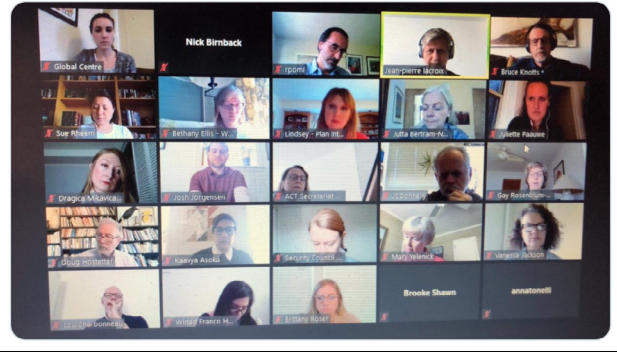 Global Centre
Nick Birnback
rpomi
Jean-pierre lacroix
Bruce Knotts
Sue Rheem
Bethany Ellis - W...
Lindsey - Plan Int...
Jutta Bertram-N...
Juliette Paauwe
Dragica Mikavica...
Josh Jorgensen
ACT Secretariat
Gay Rosenblum-...
Doug Hostetter
Kaavya Asoka
Security Council ...
Mary Yelenick
Vanessa Jackson
Lou Charbonneau
Brittany Roser
Brooke Shawn
annatonelli